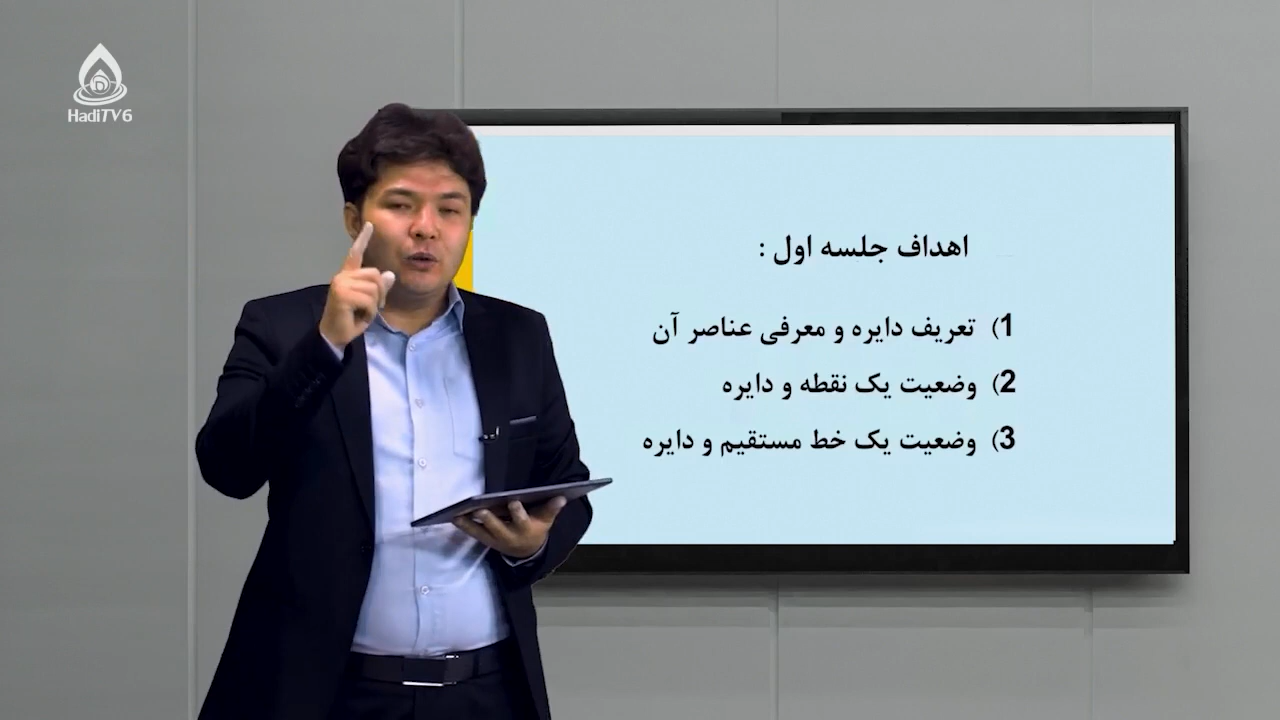 HadiTV6
اهداف جلسه اول :
1) تعریف دایره و معرفی عناصر آن
2) وضعیت یک نقطه و دایره
3) وضعیت یک خط مستقیم و دایره